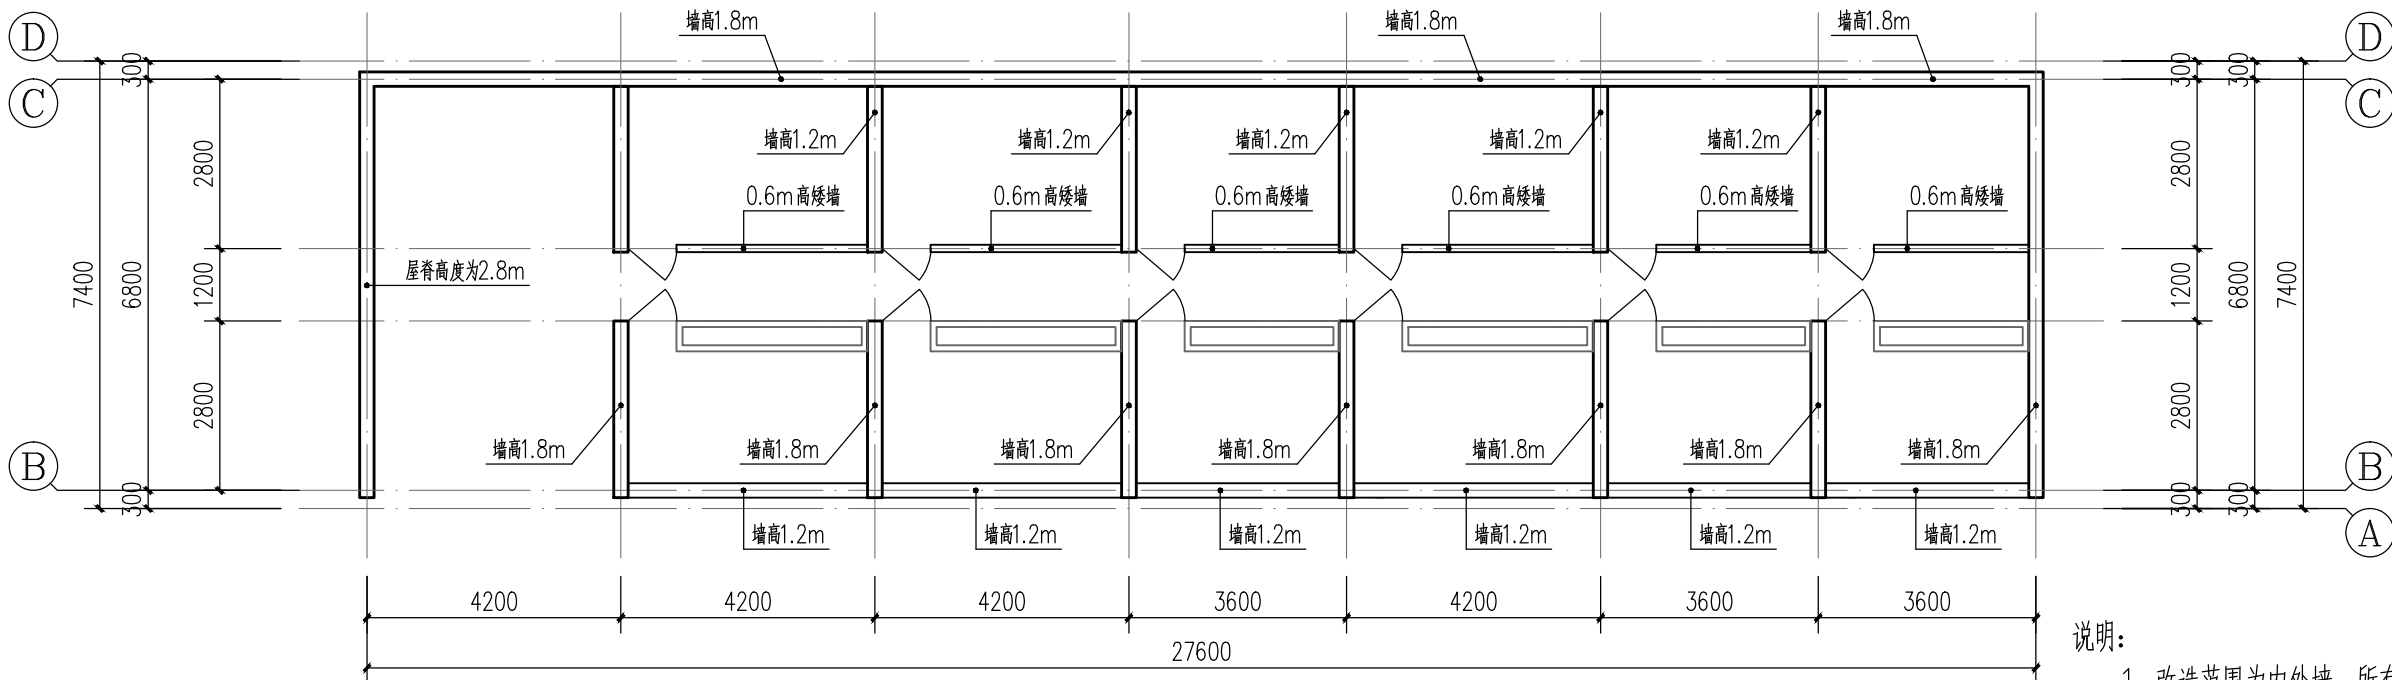 墙高1.8m 墙高1.8m 墙高1.8m
D D
300 300 300
C C
墙高1.2m 墙高1.2m 墙高1.2m 墙高1.2m 墙高1.2m
2800 2800
0.6m高矮墙 0.6m高矮墙 0.6m高矮墙 0.6m高矮墙 0.6m高矮墙 0.6m高矮墙
屋脊高度为2.8m
7400 6800 1200 1200 6800 7400
2800 2800
墙高1.8m 墙高1.8m 墙高1.8m 墙高1.8m 墙高1.8m 墙高1.8m 墙高1.8m
B B
300 300 300
墙高1.2m 墙高1.2m 墙高1.2m 墙高1.2m 墙高1.2m 墙高1.2m
A
4200 4200 4200 3600 4200 3600 3600
27600
说明: